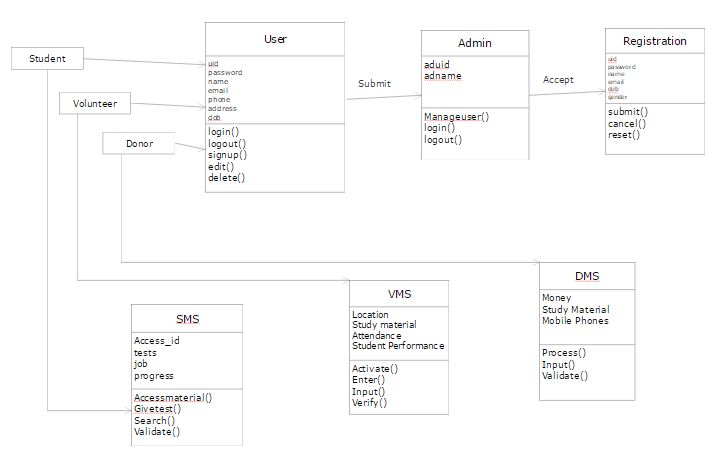 Student
Volunteer
Donor
User
uid
password
name
email
phone
address
dob
login()
logout()
signup()
edit()
delete()
Submit
Admin
aduid
adname
Manageuser()
login()
logout()
Accept
Registration
uid
password
name
email
dob
gender
submit()
cancel()
reset()
SMS
Access_id
tests
job
progress
Accessmaterial()
Givetest()
Search()
Validate()
VMS
Location
Study material
Attendance
Student Performance
Activate()
Enter()
Input()
Verify()
DMS
Money
Study Material
Mobile Phones
Process()
Input()
Validate()